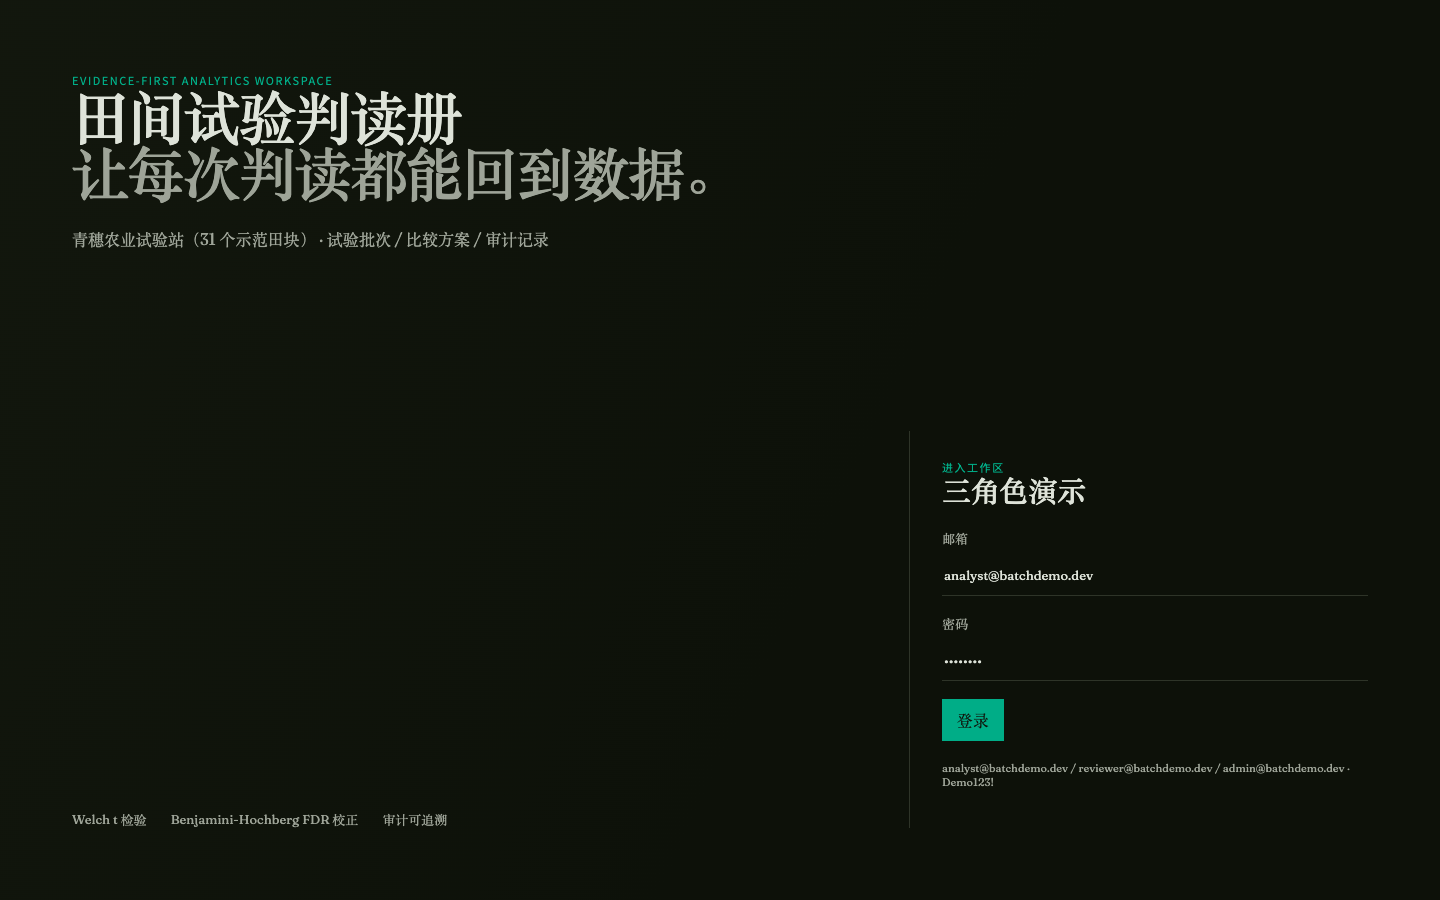 EVIDENCE-FIRST ANALYTICS WORKSPACE
田间试验判读册
让每次判读都能回到数据。
青穗农业试验站（31 个示范田块） · 试验批次 / 比较方案 / 审计记录
进入工作区
三角色演示
邮箱
analyst@batchdemo.dev
密码
••••••••
登录
analyst@batchdemo.dev / reviewer@batchdemo.dev / admin@batchdemo.dev ·
Demo123!
Welch t 检验 Benjamini-Hochberg FDR 校正 审计可追溯